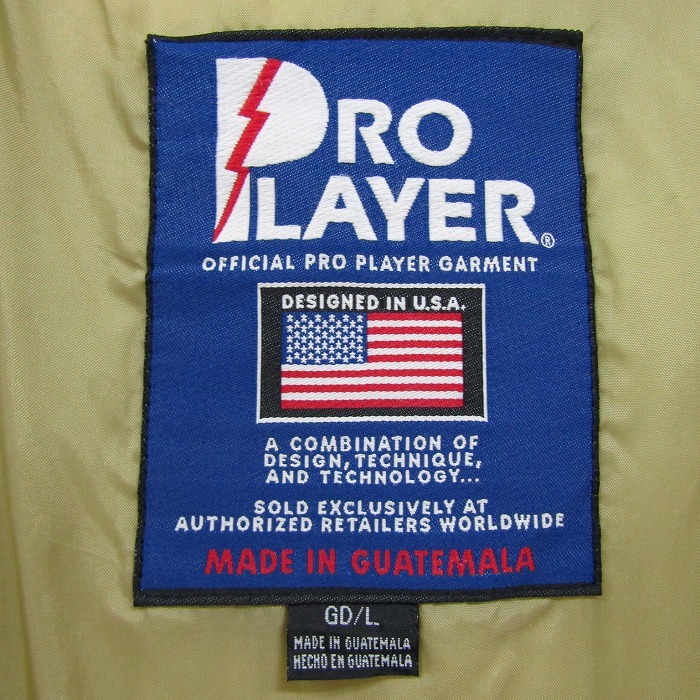 PRO
PLAYER®
OFFICIAL PRO PLAYER GARMENT
DESIGNED IN U.S.A.
A COMBINATION OF
DESIGN, TECHNIQUE,
AND TECHNOLOGY...
SOLD EXCLUSIVELY AT
AUTHORIZED RETAILERS WORLDWIDE
MADE IN GUATEMALA
GD/L
MADE IN GUATEMALA
HECHO EN GUATEMALA